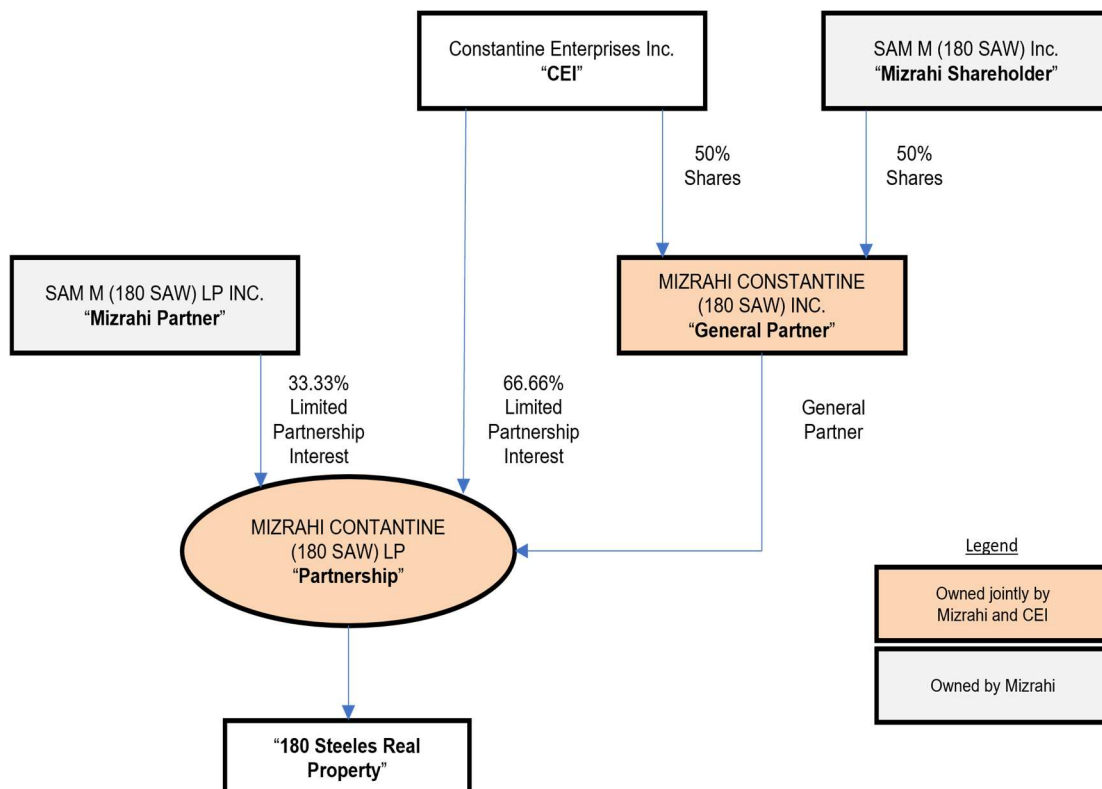 Constantine Enterprises Inc.
“CEI”
SAM M (180 SAW) Inc.
“Mizrahi Shareholder”
50%
Shares
50%
Shares
SAM M (180 SAW) LP INC.
“Mizrahi Partner”
MIZRAHI CONSTANTINE
(180 SAW) INC.
“General Partner”
33.33%
Limited
Partnership
Interest
66.66%
Limited
Partnership
Interest
General
Partner
MIZRAHI CONTANTINE
(180 SAW) LP
“Partnership”
Legend
Owned jointly by
Mizrahi and CEI
Owned by Mizrahi
“180 Steeles Real
Property”